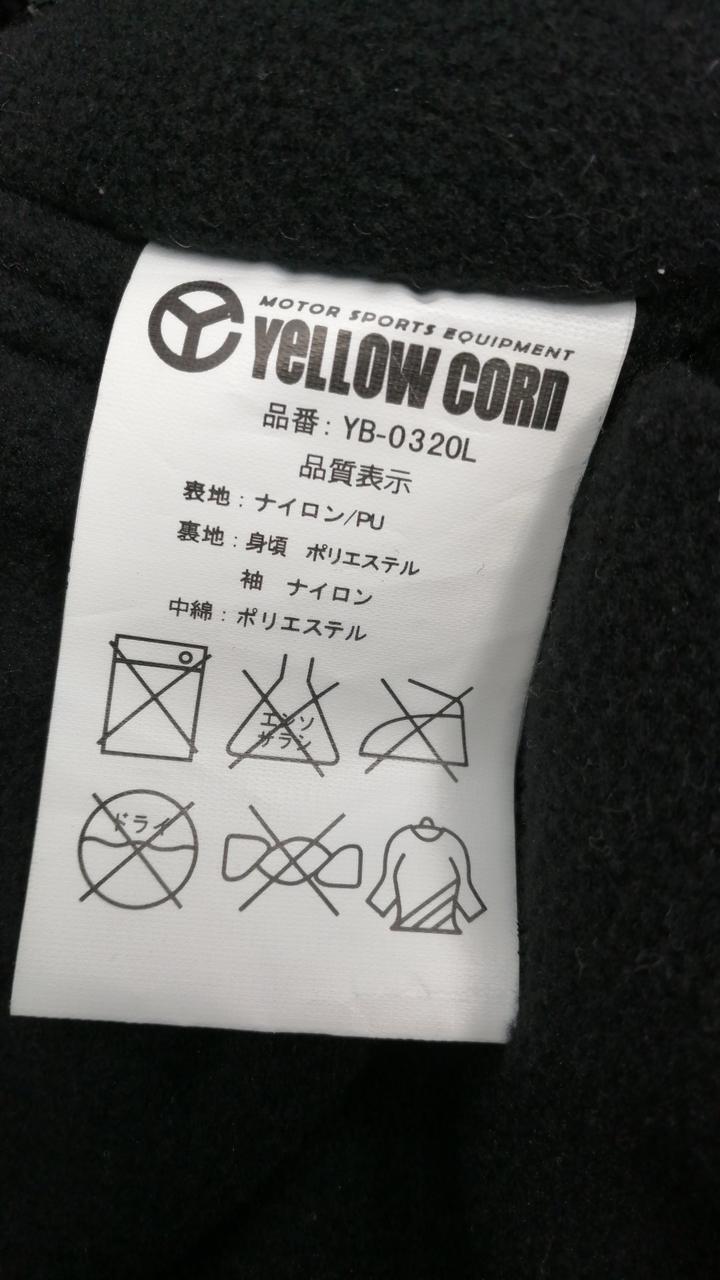 MOTOR SPORTS EQUIPMENT
YeLLOW CORn
品番: YB-0320L
品質表示
表地：ナイロン/PU
裏地：身頃　ポリエステル
袖　ナイロン
中綿：ポリエステル
エンソ
サラシ
ドライ